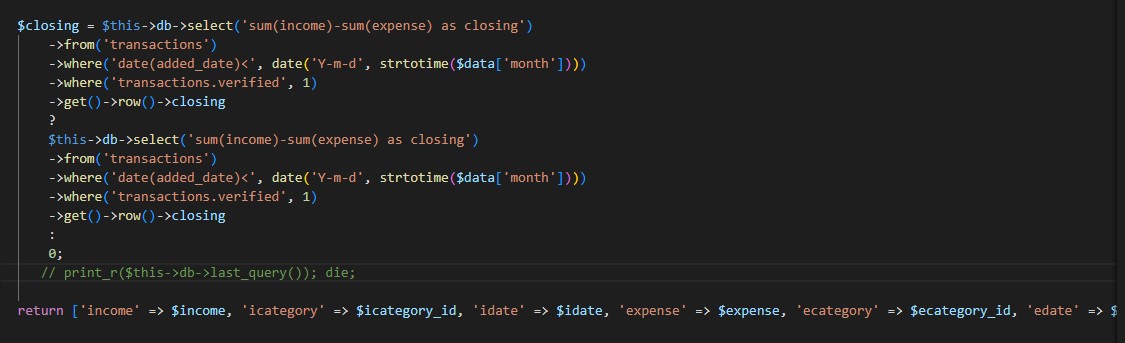 $closing = $this->db->select('sum(income)-sum(expense) as closing')
->from('transactions')
->where('date(added_date)<', date('Y-m-d', strtotime($data['month'])))
->where('transactions.verified', 1)
->get()->row()->closing
?
$this->db->select('sum(income)-sum(expense) as closing')
->from('transactions')
->where('date(added_date)<', date('Y-m-d', strtotime($data['month'])))
->where('transactions.verified', 1)
->get()->row()->closing
:
0;
// print_r($this->db->last_query()); die;
return ['income' => $income, 'icategory' => $icategory_id, 'idate' => $idate, 'expense' => $expense, 'ecategory' => $ecategory_id, 'edate' => $